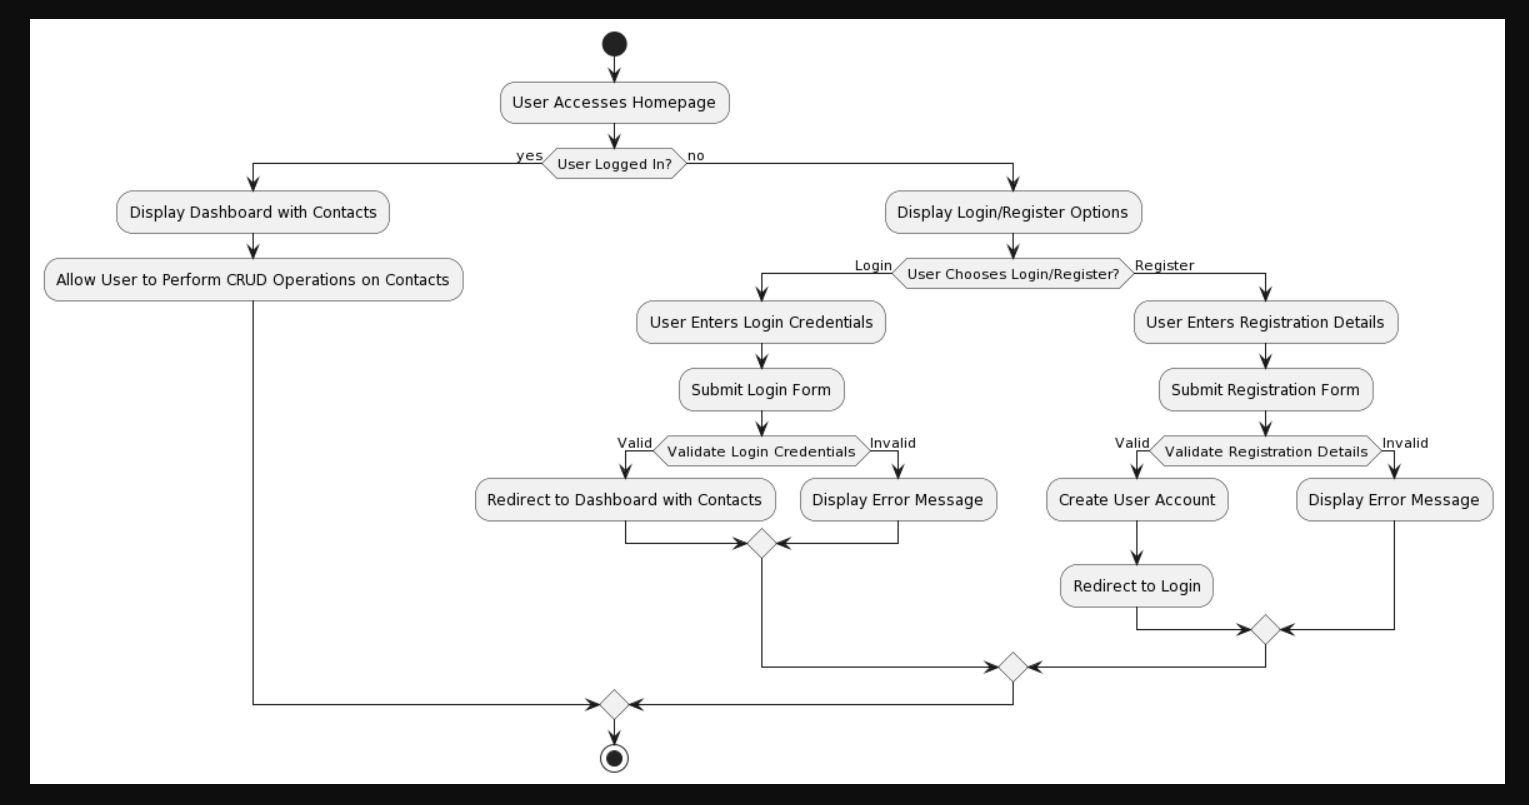 User Accesses Homepage
yes
User Logged In?
no
Display Dashboard with Contacts
Allow User to Perform CRUD Operations on Contacts
Display Login/Register Options
Login
User Chooses Login/Register?
Register
User Enters Login Credentials
Submit Login Form
Valid
Validate Login Credentials
Invalid
Redirect to Dashboard with Contacts
Display Error Message
User Enters Registration Details
Submit Registration Form
Valid
Validate Registration Details
Invalid
Create User Account
Display Error Message
Redirect to Login